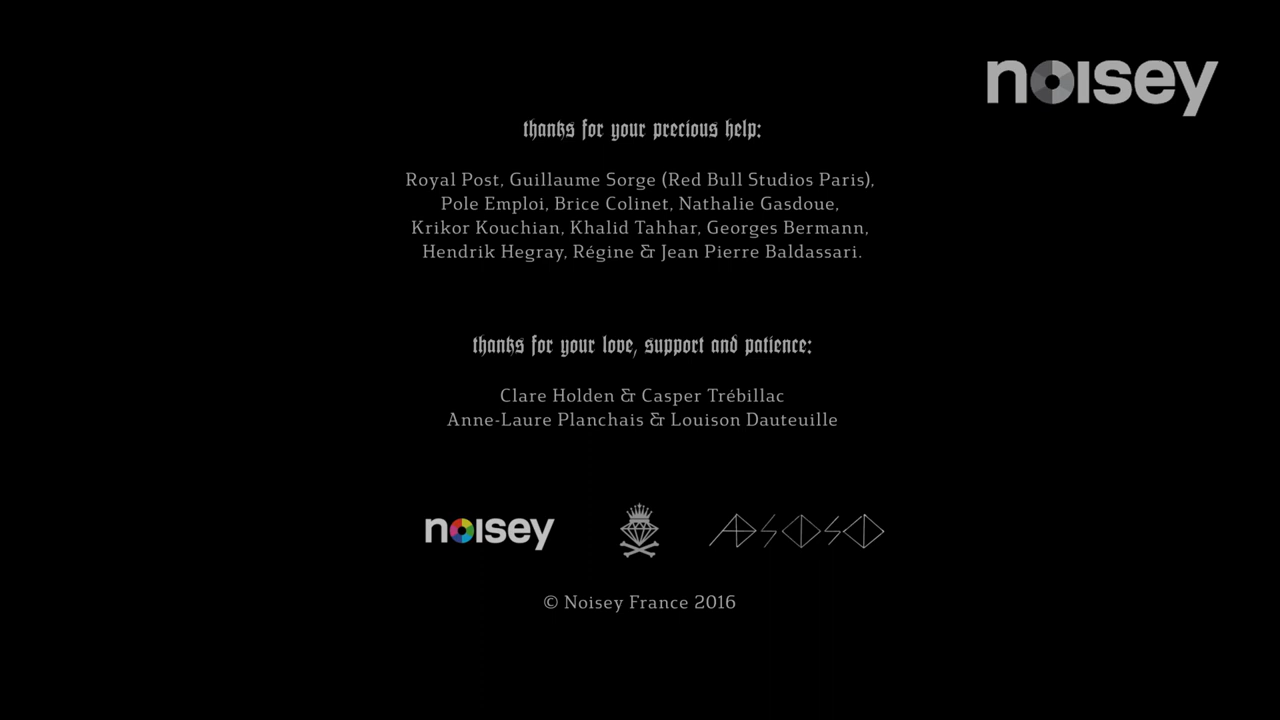 noisey
thanks for your precious help:
Royal Post, Guillaume Sorge (Red Bull Studios Paris),
Pole Emploi, Brice Colinet, Nathalie Gasdoue,
Krikor Kouchian, Khalid Tahhar, Georges Bermann,
Hendrik Hegray, Régine & Jean Pierre Baldassari.
thanks for your love, support and patience:
Clare Holden & Casper Trébillac
Anne-Laure Planchais & Louison Dauteuille
noisey
© Noisey France 2016